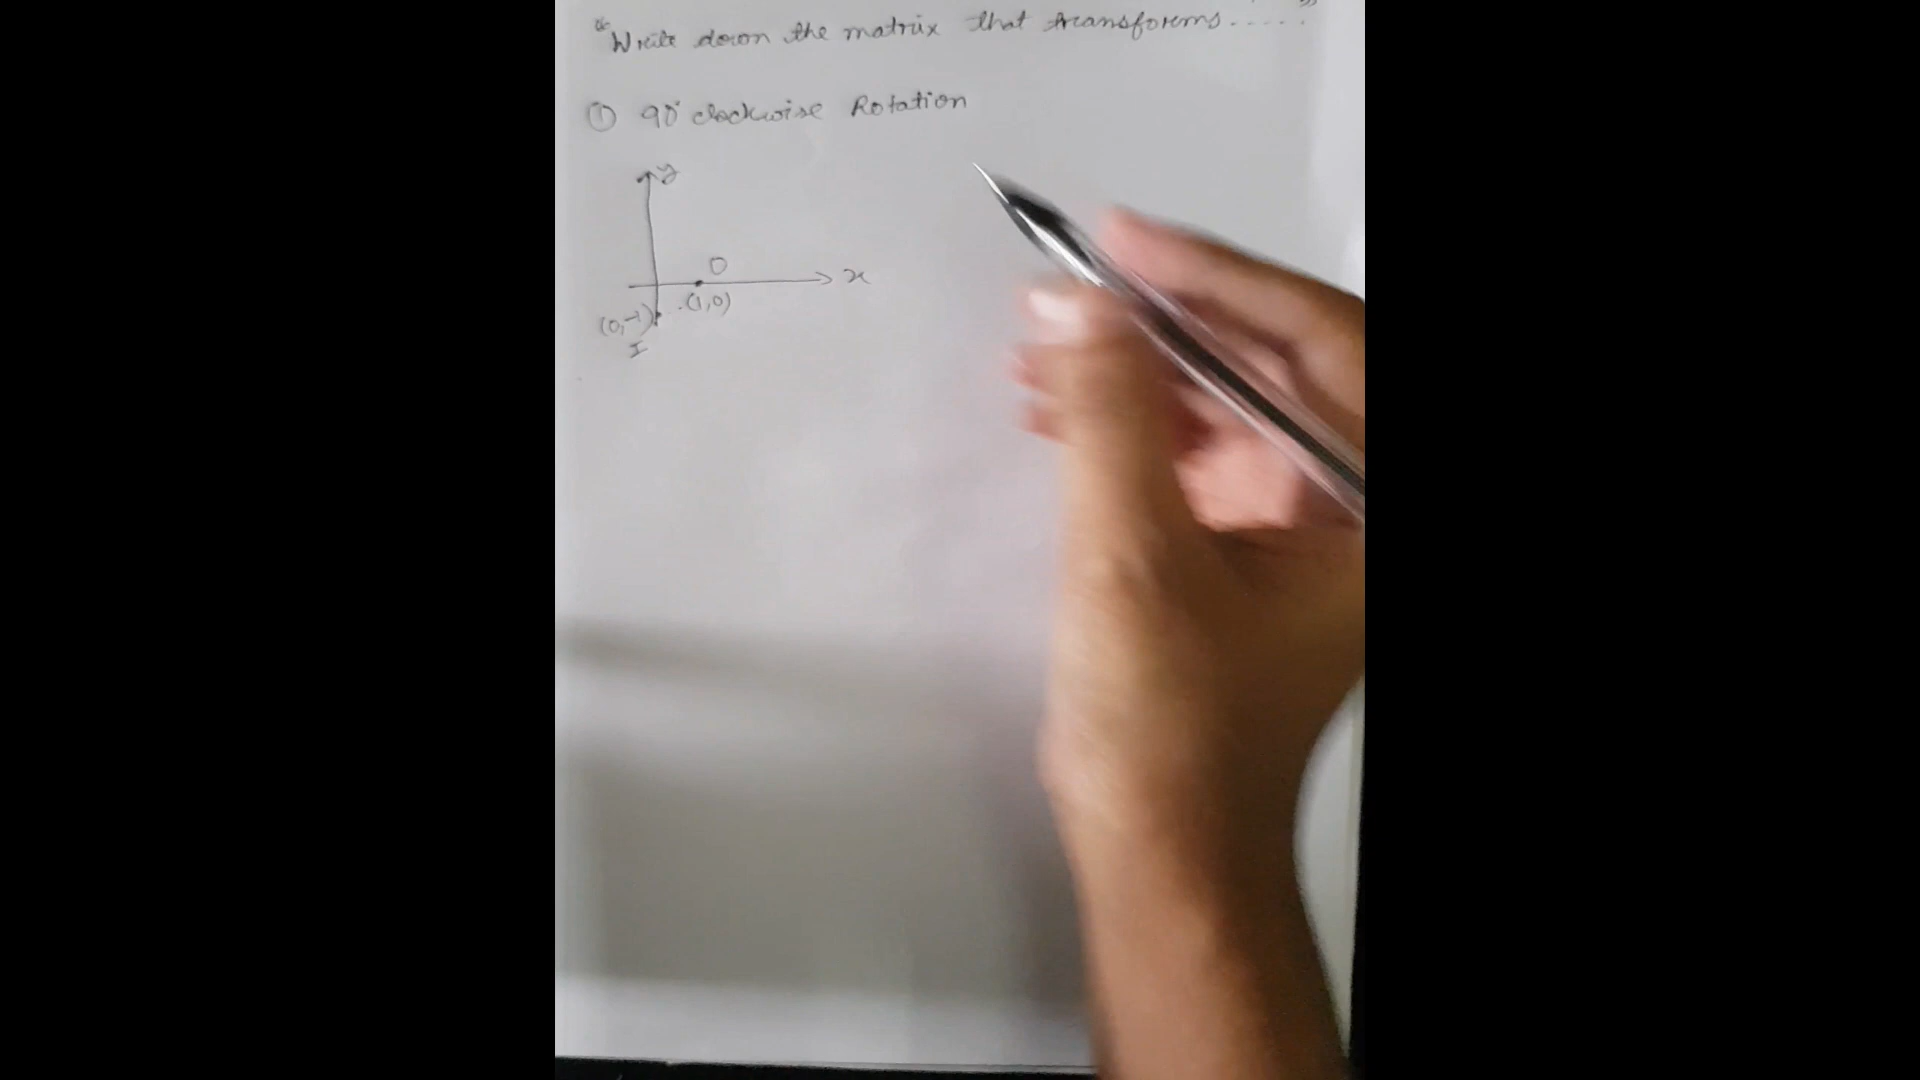 "Write down the matrix that transforms....."
① 90° clockwise Rotation
y
O
x
(1,0)
(0,-1)
I